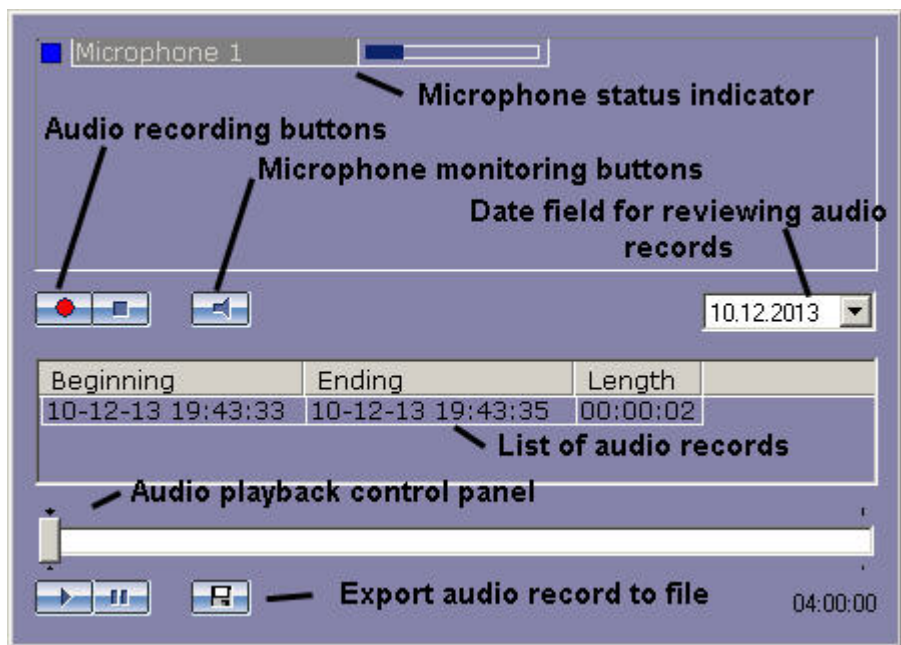 Microphone 1
Microphone status indicator
Audio recording buttons
Microphone monitoring buttons
Date field for reviewing audio
records
10.12.2013
Beginning Ending Length
10-12-13 19:43:33 10-12-13 19:43:35 00:00:02
List of audio records
Audio playback control panel
Export audio record to file
04:00:00